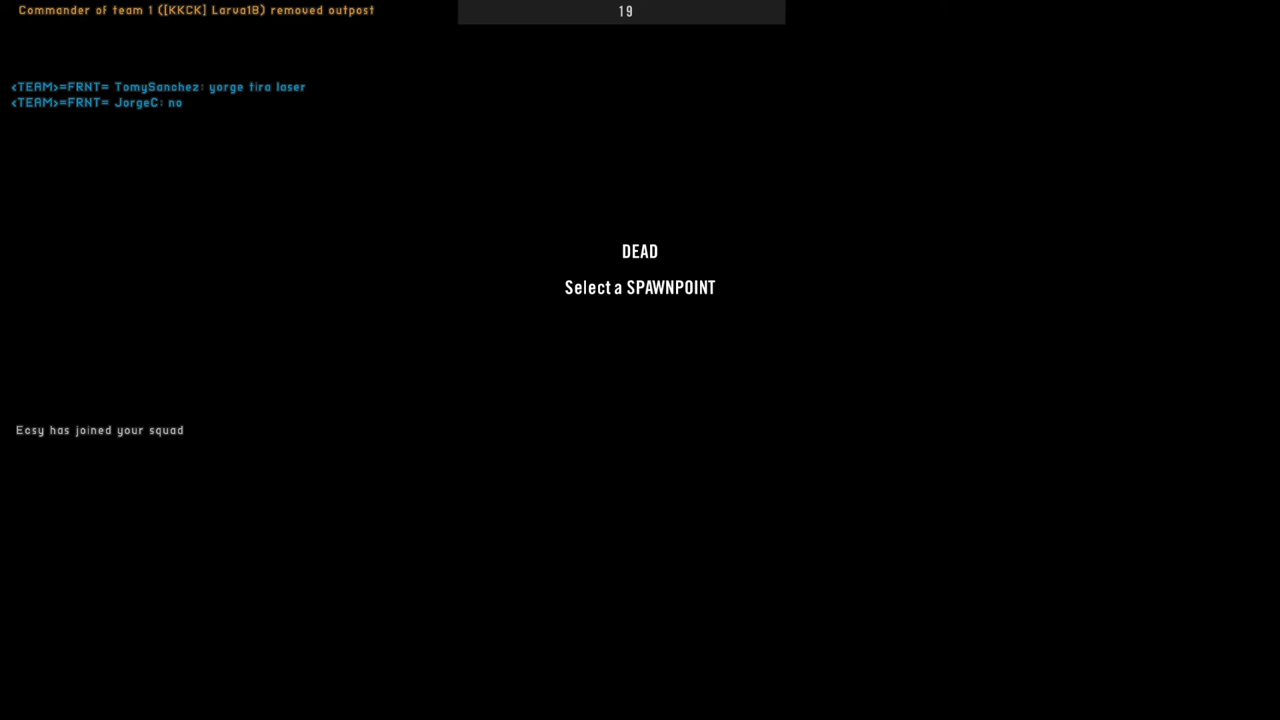 Commander of team 1 ([KKCK] Larva18) removed outpost
19
<TEAM>=FRNT= TomySanchez: yorge tira laser
<TEAM>=FRNT= JorgeC: no
DEAD
Select a SPAWNPOINT
Ecsy has joined your squad